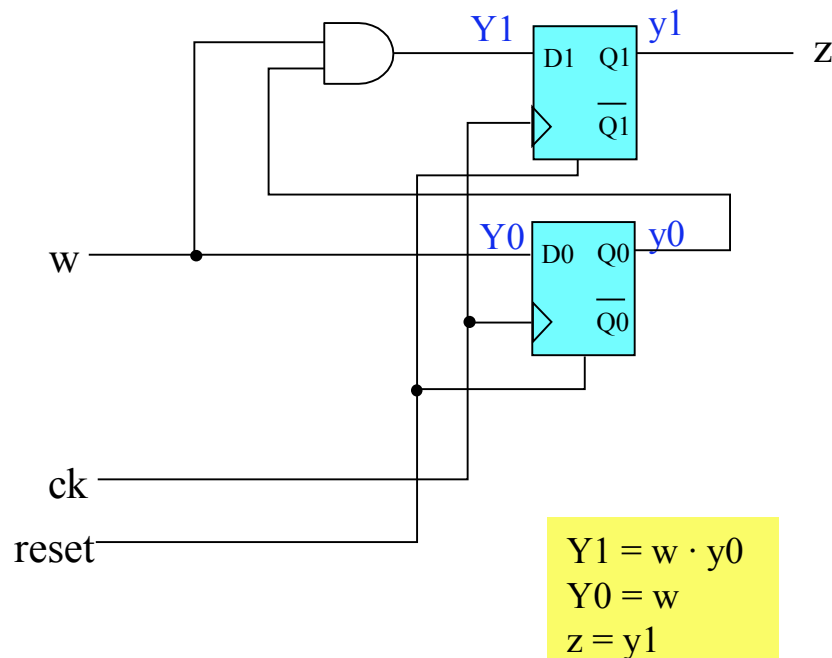 Y1
y1
D1 Q1
z
Q1
w
Y0
y0
D0 Q0
Q0
ck
reset
Y1 = w · y0
Y0 = w
z = y1